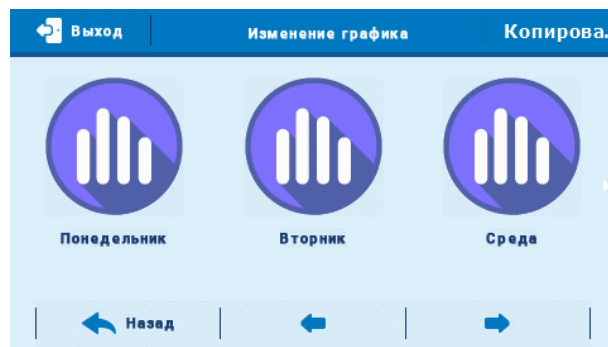 Выход Изменение графика Копирова.
Понедельник Вторник Среда
Назад